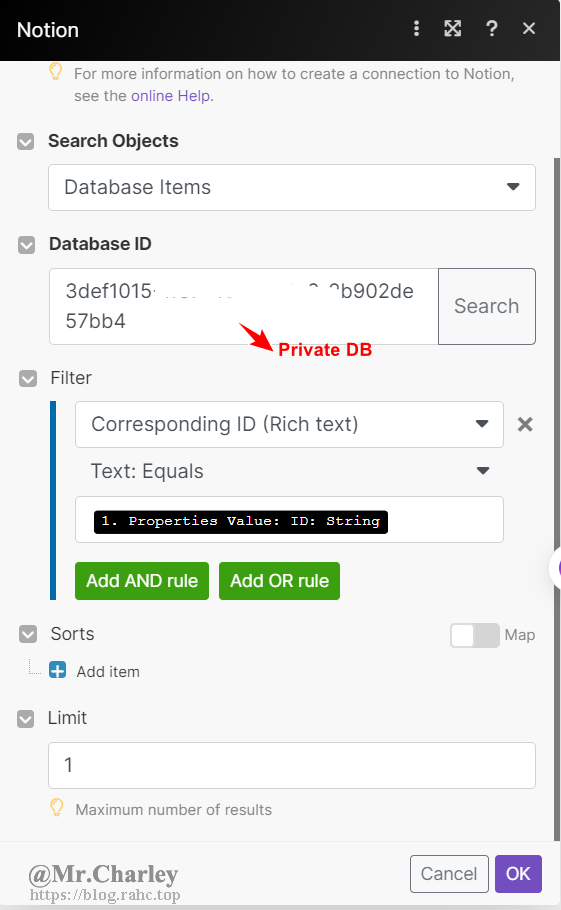 Notion
For more information on how to create a connection to Notion,
see the online Help.
Search Objects
Database Items
Database ID
3def1015- b902de
57bb4
Search
Private DB
Filter
Corresponding ID (Rich text)
Text: Equals
1. Properties Value: ID: String
Add AND rule Add OR rule
Sorts
Map
Add item
Limit
1
Maximum number of results
@Mr.Charley
https://blog.rahc.top
Cancel OK